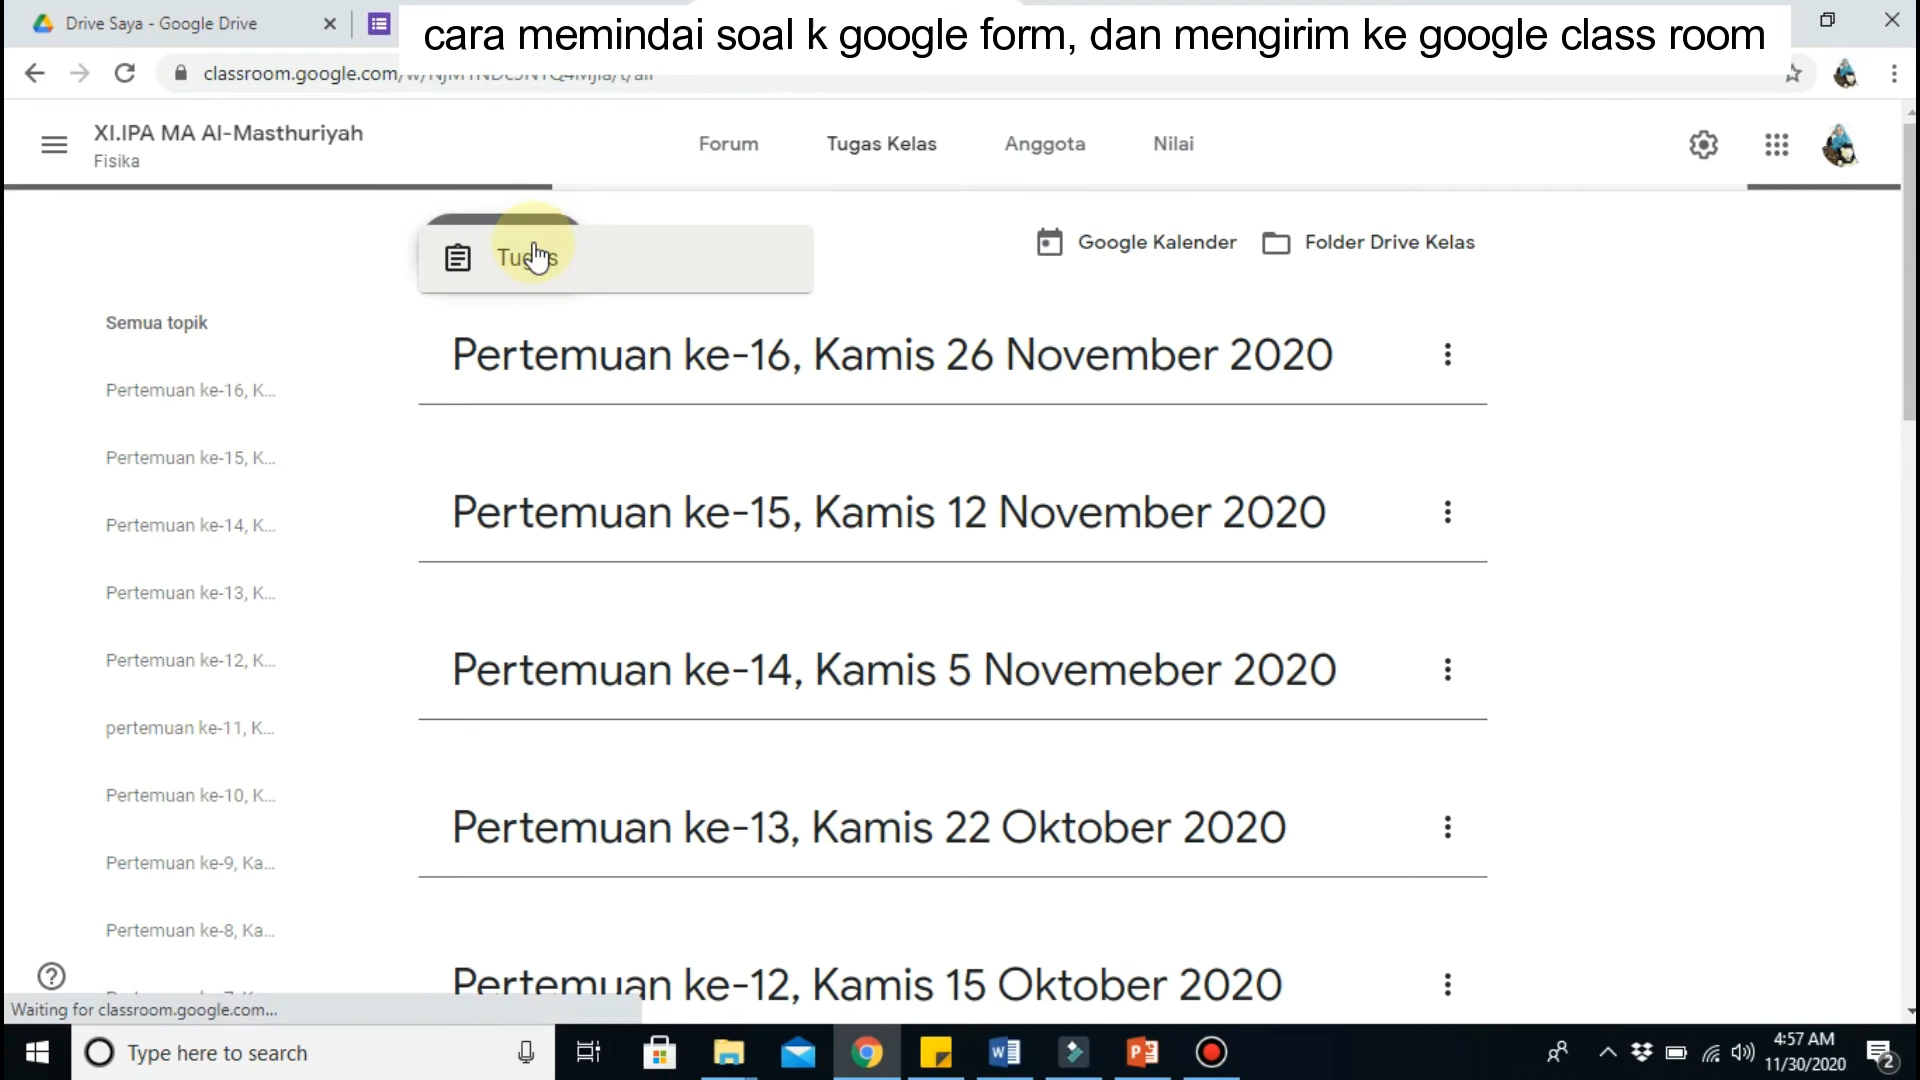 Drive Saya - Google Drive
cara memindai soal k google form, dan mengirim ke google class room
classroom.google.com
XI.IPA MA Al-Masthuriyah
Fisika
Forum
Tugas Kelas
Anggota
Nilai
Tugas
Google Kalender
Folder Drive Kelas
Semua topik
Pertemuan ke-16, K...
Pertemuan ke-15, K...
Pertemuan ke-14, K...
Pertemuan ke-13, K...
Pertemuan ke-12, K...
pertemuan ke-11, K...
Pertemuan ke-10, K...
Pertemuan ke-9, Ka...
Pertemuan ke-8, Ka...
Pertemuan ke-16, Kamis 26 November 2020
Pertemuan ke-15, Kamis 12 November 2020
Pertemuan ke-14, Kamis 5 Novemeber 2020
Pertemuan ke-13, Kamis 22 Oktober 2020
Pertemuan ke-12, Kamis 15 Oktober 2020
Waiting for classroom.google.com...
Type here to search
4:57 AM
11/30/2020
2